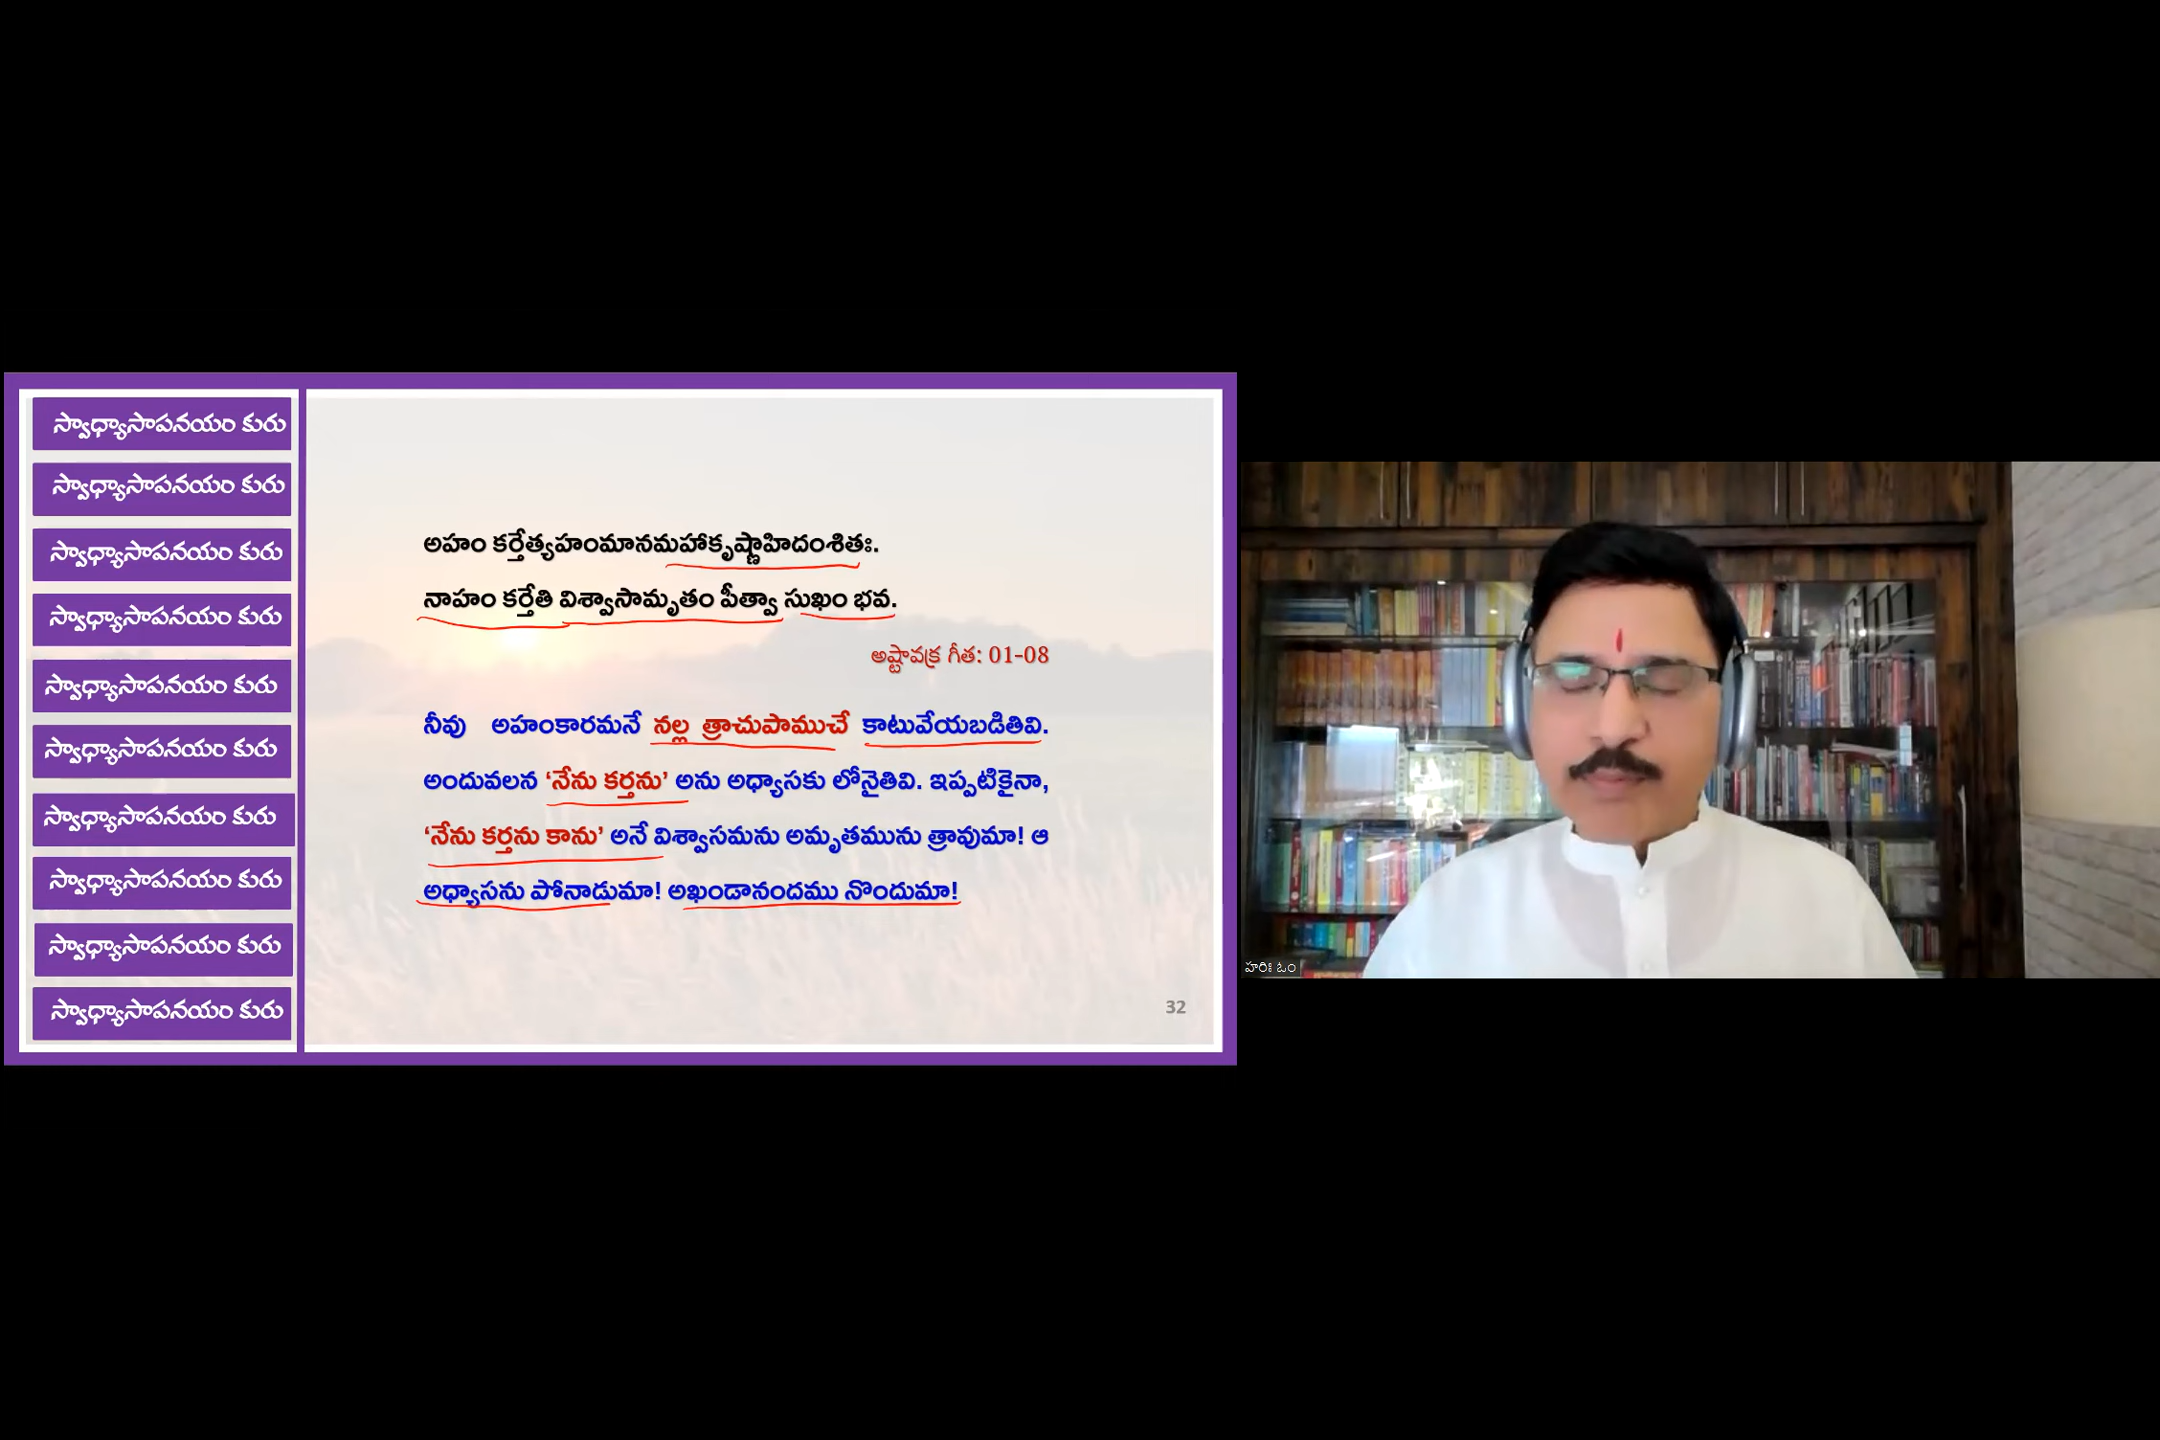 స్వాధ్యాసాపనయం కురు
స్వాధ్యాసాపనయం కురు
స్వాధ్యాసాపనయం కురు
స్వాధ్యాసాపనయం కురు
స్వాధ్యాసాపనయం కురు
స్వాధ్యాసాపనయం కురు
స్వాధ్యాసాపనయం కురు
స్వాధ్యాసాపనయం కురు
స్వాధ్యాసాపనయం కురు
స్వాధ్యాసాపనయం కురు
అహం కర్తేత్యహంమానమహాకృష్ణాహిదంశితః.
నాహం కర్తేతి విశ్వాసామృతం పీత్వా సుఖం భవ.
అష్టావక్ర గీత: 01-08
నీవు అహంకారమనే నల్ల త్రాచుపాముచే కాటువేయబడితివి.
అందువలన ‘నేను కర్తను’ అను అధ్యాసకు లోనైతివి. ఇప్పటికైనా,
‘నేను కర్తను కాను’ అనే విశ్వాసమను అమృతమును త్రావుమా! ఆ
అధ్యాసను పోనాడుమా! అఖండానందము నొందుమా!
32
హరిః ఓం